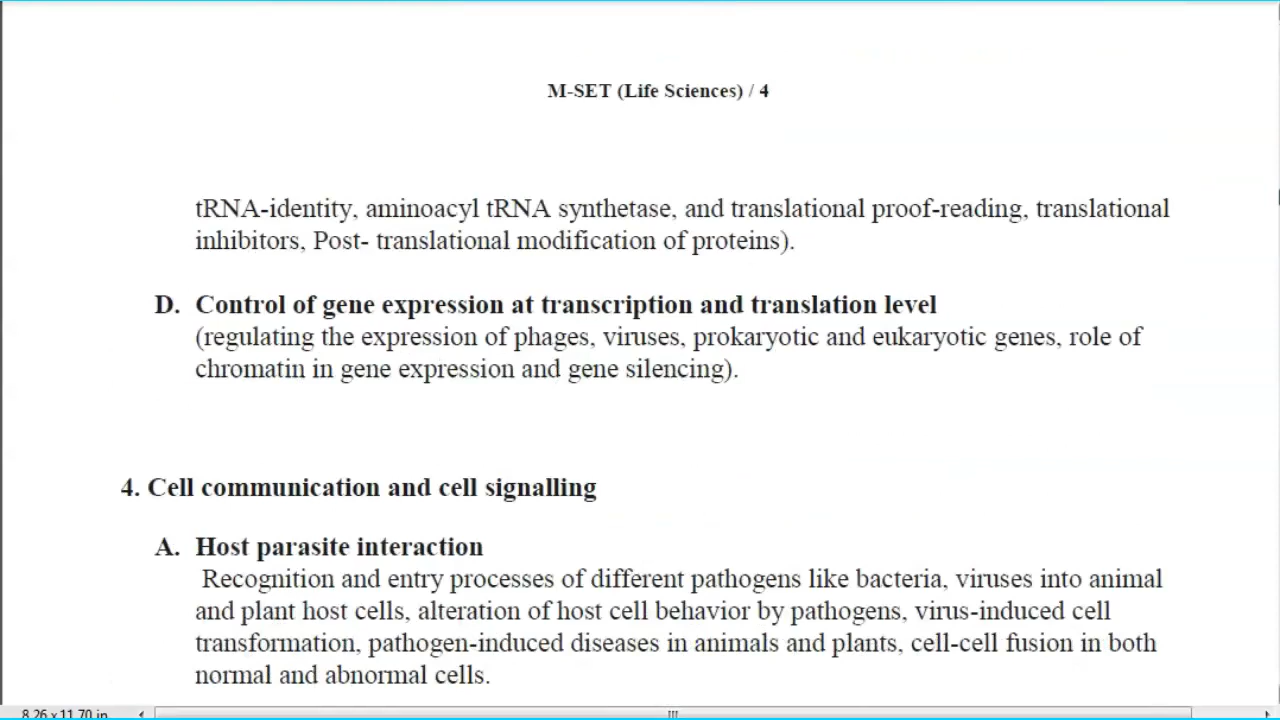 M-SET (Life Sciences) / 4
tRNA-identity, aminoacyl tRNA synthetase, and translational proof-reading, translational
inhibitors, Post- translational modification of proteins).
D. Control of gene expression at transcription and translation level
(regulating the expression of phages, viruses, prokaryotic and eukaryotic genes, role of
chromatin in gene expression and gene silencing).
4. Cell communication and cell signalling
A. Host parasite interaction
Recognition and entry processes of different pathogens like bacteria, viruses into animal
and plant host cells, alteration of host cell behavior by pathogens, virus-induced cell
transformation, pathogen-induced diseases in animals and plants, cell-cell fusion in both
normal and abnormal cells.
8.26 x 11.70 in